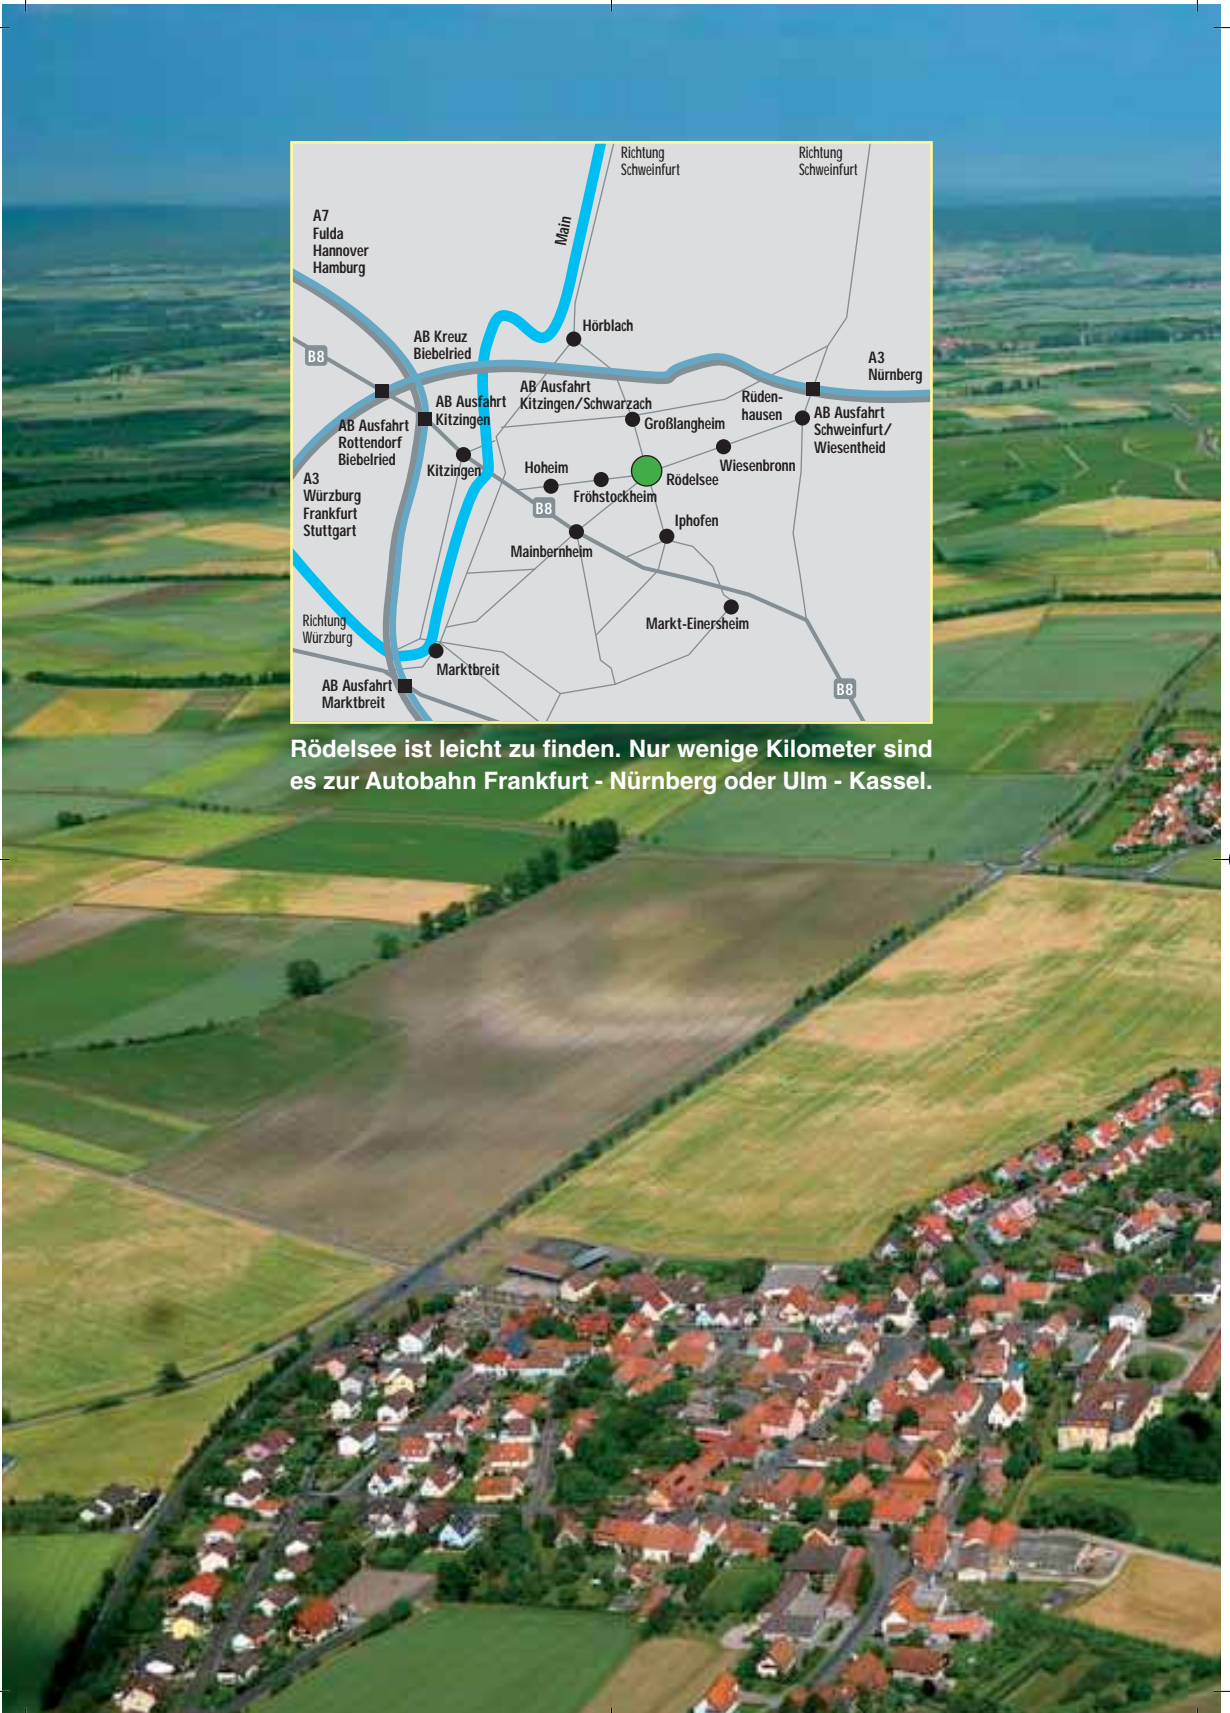 Richtung
Schweinfurt
Richtung
Schweinfurt
A7
Fulda
Hannover
Hamburg
Main
Hörblach
AB Kreuz
Biebelried
B8
A3
Nürnberg
AB Ausfahrt
Kitzingen/Schwarzach
AB Ausfahrt
Kitzingen
Rüden-
hausen
AB Ausfahrt
Schweinfurt/
Wiesentheid
AB Ausfahrt
Rottendorf
Biebelried
Großlangheim
Kitzingen
Hoheim
Wiesenbronn
Rödelsee
Fröhstockheim
A3
Würzburg
Frankfurt
Stuttgart
B8
Iphofen
Mainbernheim
Richtung
Würzburg
Markt-Einersheim
Marktbreit
AB Ausfahrt
Marktbreit
B8
Rödelsee ist leicht zu finden. Nur wenige Kilometer sind
es zur Autobahn Frankfurt - Nürnberg oder Ulm - Kassel.